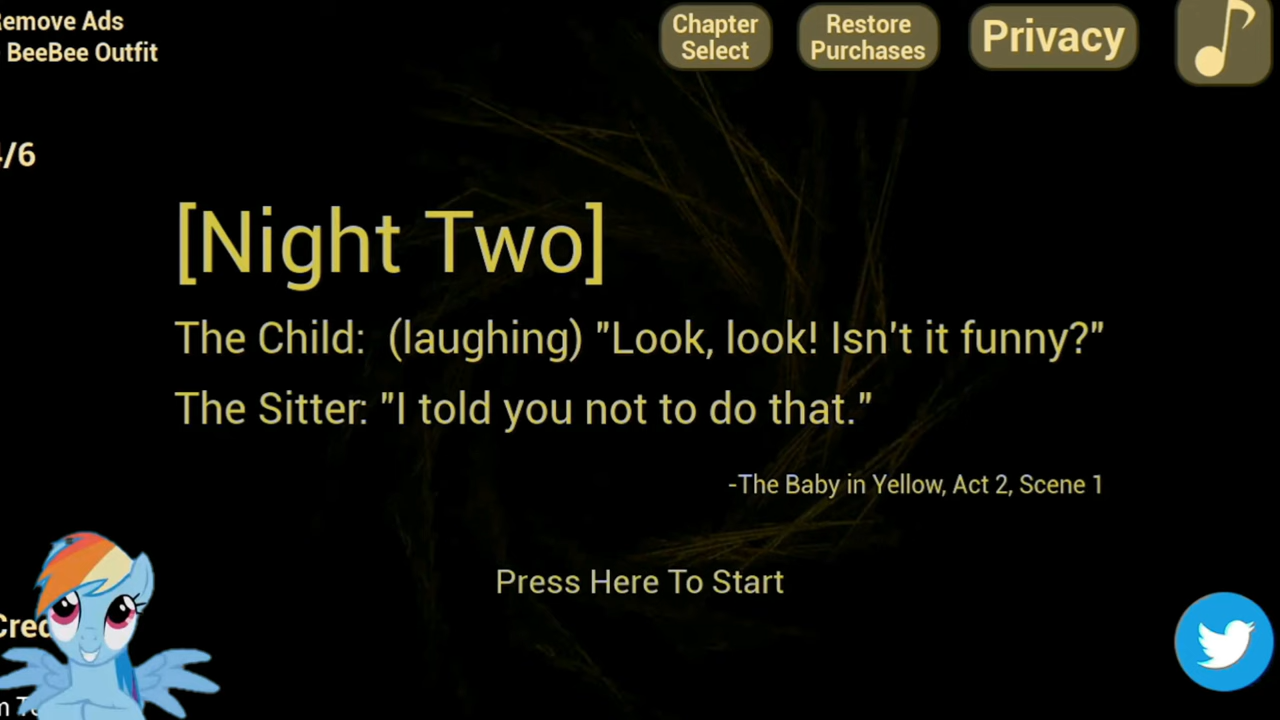 Remove Ads
BeeBee Outfit
Chapter
Select
Restore
Purchases
Privacy
/6
[Night Two]
The Child: (laughing) "Look, look! Isn't it funny?"
The Sitter: "I told you not to do that."
-The Baby in Yellow, Act 2, Scene 1
Press Here To Start